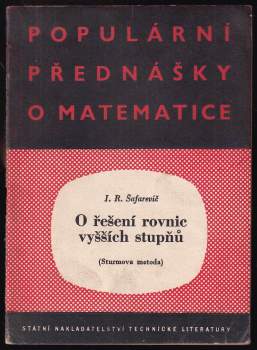 POPULÁRNÍ
PŘEDNÁŠKY
O MATEMATICE
I. R. Šafarevič
O řešení rovnic
vyšších stupňů
(Sturmova metoda)
STÁTNÍ NAKLADATELSTVÍ TECHNICKÉ LITERATURY